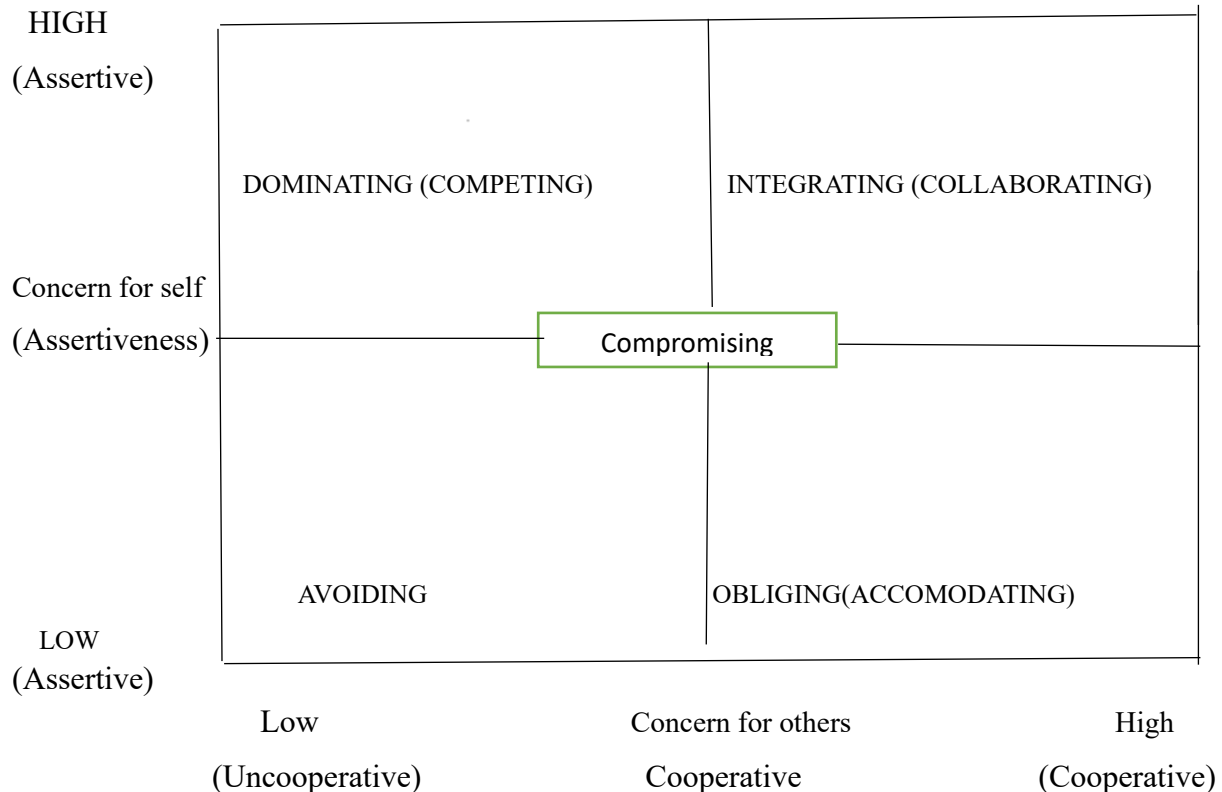 HIGH
(Assertive)
DOMINATING (COMPETING)
INTEGRATING (COLLABORATING)
Concern for self
(Assertiveness)
Compromising
AVOIDING
OBLIGING(ACCOMODATING)
LOW
(Assertive)
Low
Concern for others
High
(Uncooperative)
Cooperative
(Cooperative)